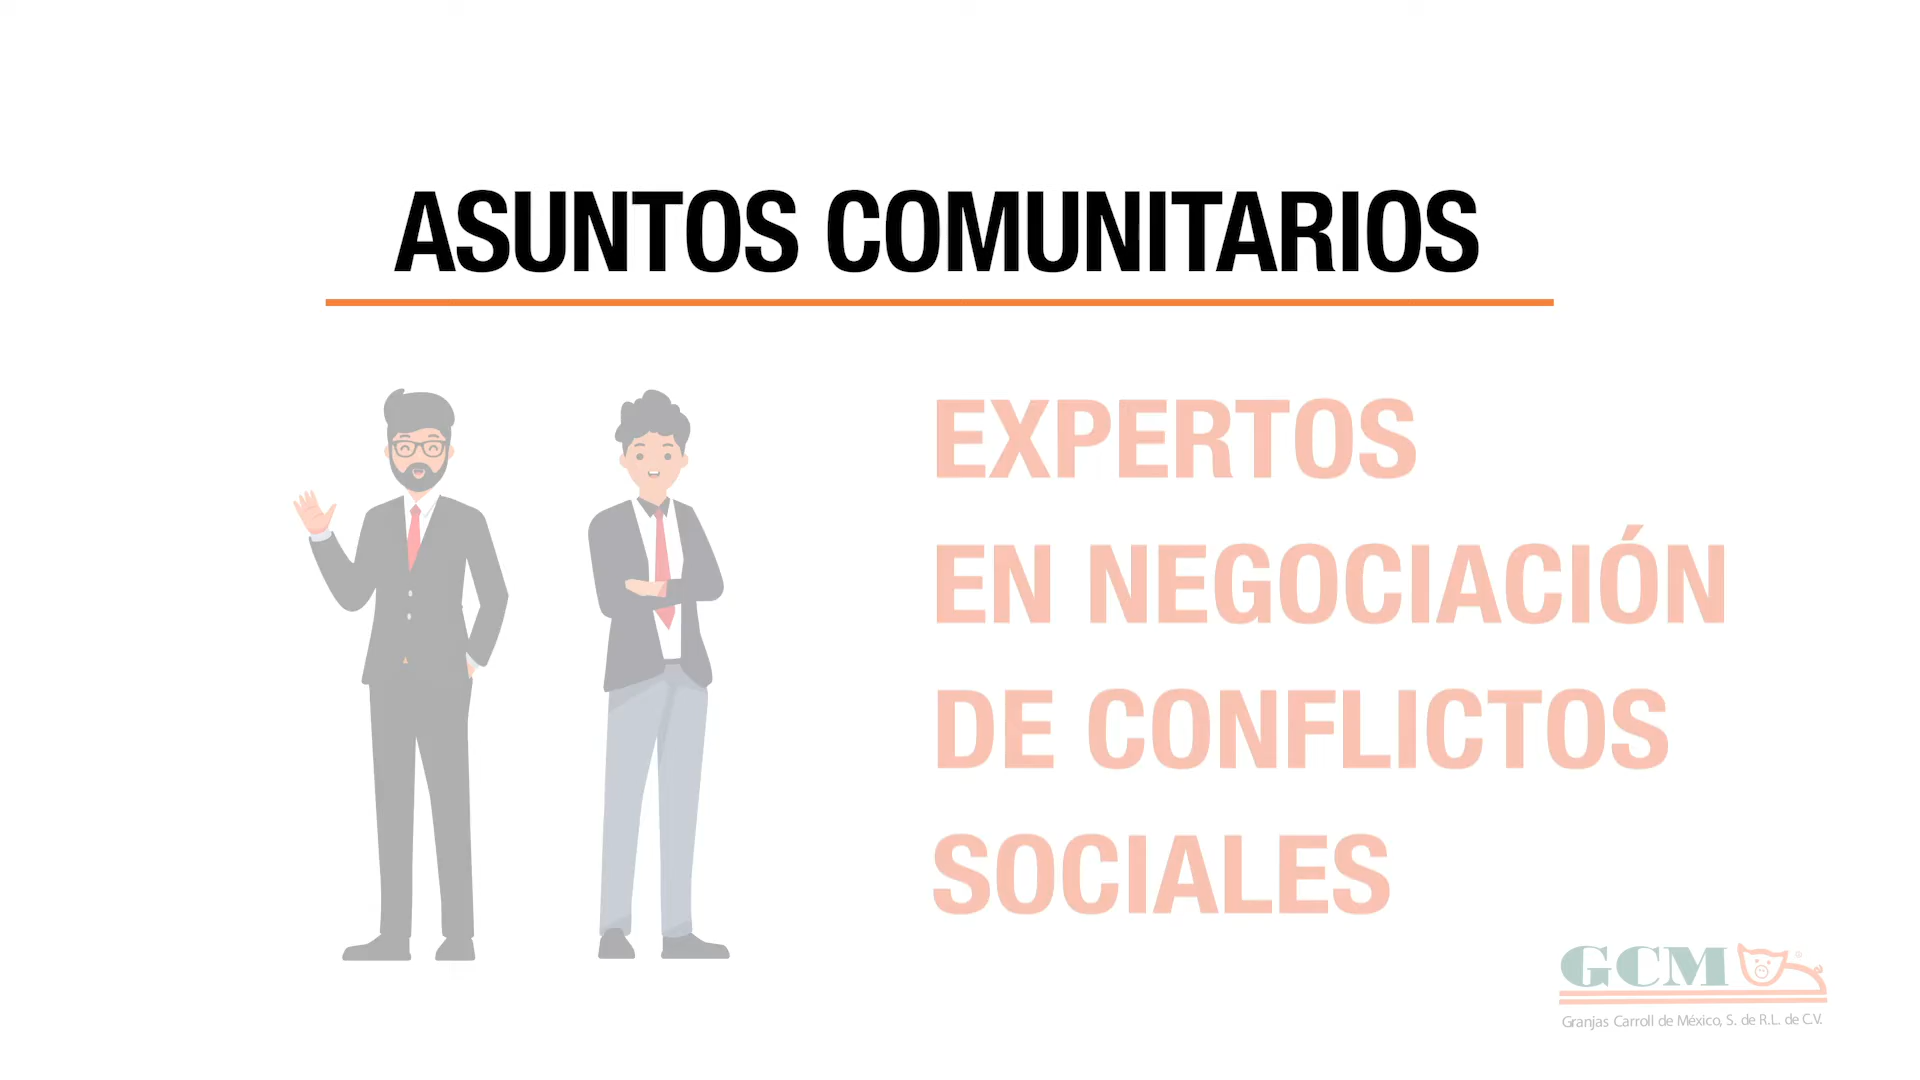 ASUNTOS COMUNITARIOS
EXPERTOS
EN NEGOCIACIÓN
DE CONFLICTOS
SOCIALES
GCM
Granjas Carroll de México, S. de R.L. de C.V.